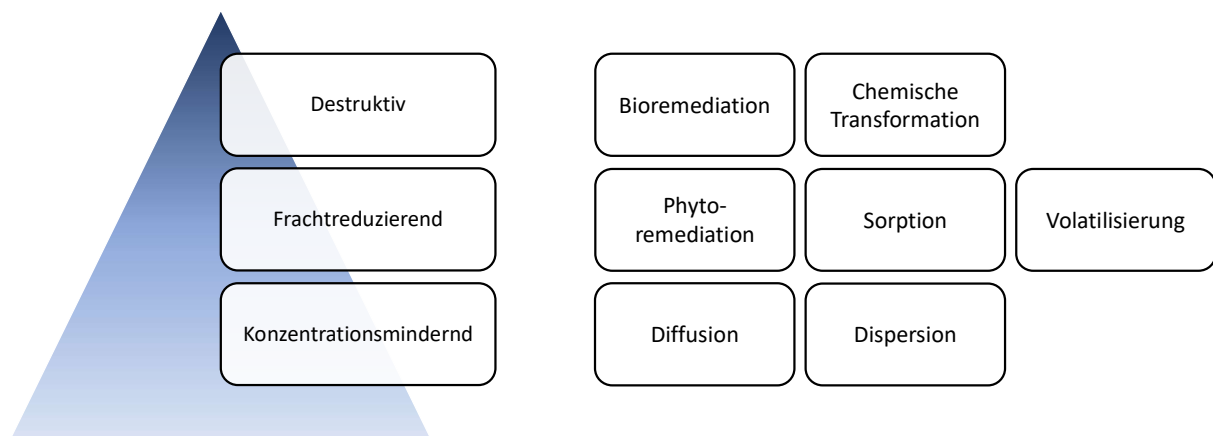 Destruktiv
Bioremediation
Chemische
Transformation
Frachtreduzierend
Phyto-
remediation
Sorption
Volatilisierung
Konzentrationsmindernd
Diffusion
Dispersion